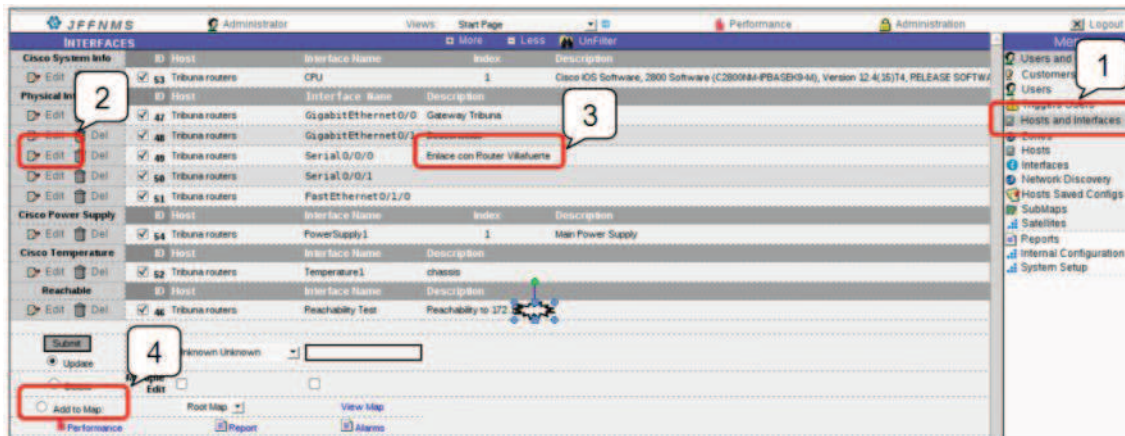 JFFNMS Administrator Views: Start Page Performance Administration Logout
INTERFACES More Less UnFilter
Cisco System Info ID Host Interface Name Index Description
Edit 53 Tribuna routers CPU 1 Cisco IOS Software, 2800 Software (C2800NM-IPBASEK9-M), Version 12.4(15)T4, RELEASE SOFTWA
Physical Int ID Host Interface Name Description
47 Tribuna routers GigabitEthernet0/0 Gateway Tribuna
Edit Del 48 Tribuna routers GigabitEthernet0/1
Edit Del 49 Tribuna routers Serial0/0/0 Enlace con Router Villafuerte
Edit Del 50 Tribuna routers Serial0/0/1
Edit Del 51 Tribuna routers FastEthernet0/1/0
Cisco Power Supply ID Host Interface Name Index Description
Edit Del 54 Tribuna routers PowerSupply1 1 Main Power Supply
Cisco Temperature ID Host Interface Name Description
Edit Del 52 Tribuna routers Temperature1 chassis
Reachable ID Host Interface Name Description
Edit Del 46 Tribuna routers Reachability Test Reachability to 172.
Submit
Update
Unknown Unknown
Edit
Add to Map: Root Map View Map
Performance Report Alarms
Users and
Customers
Users
Triggers Users
Hosts and Interfaces
Zones
Hosts
Interfaces
Network Discovery
Hosts Saved Configs
SubMaps
Satellites
Reports
Internal Configuration
System Setup
1
2
3
4